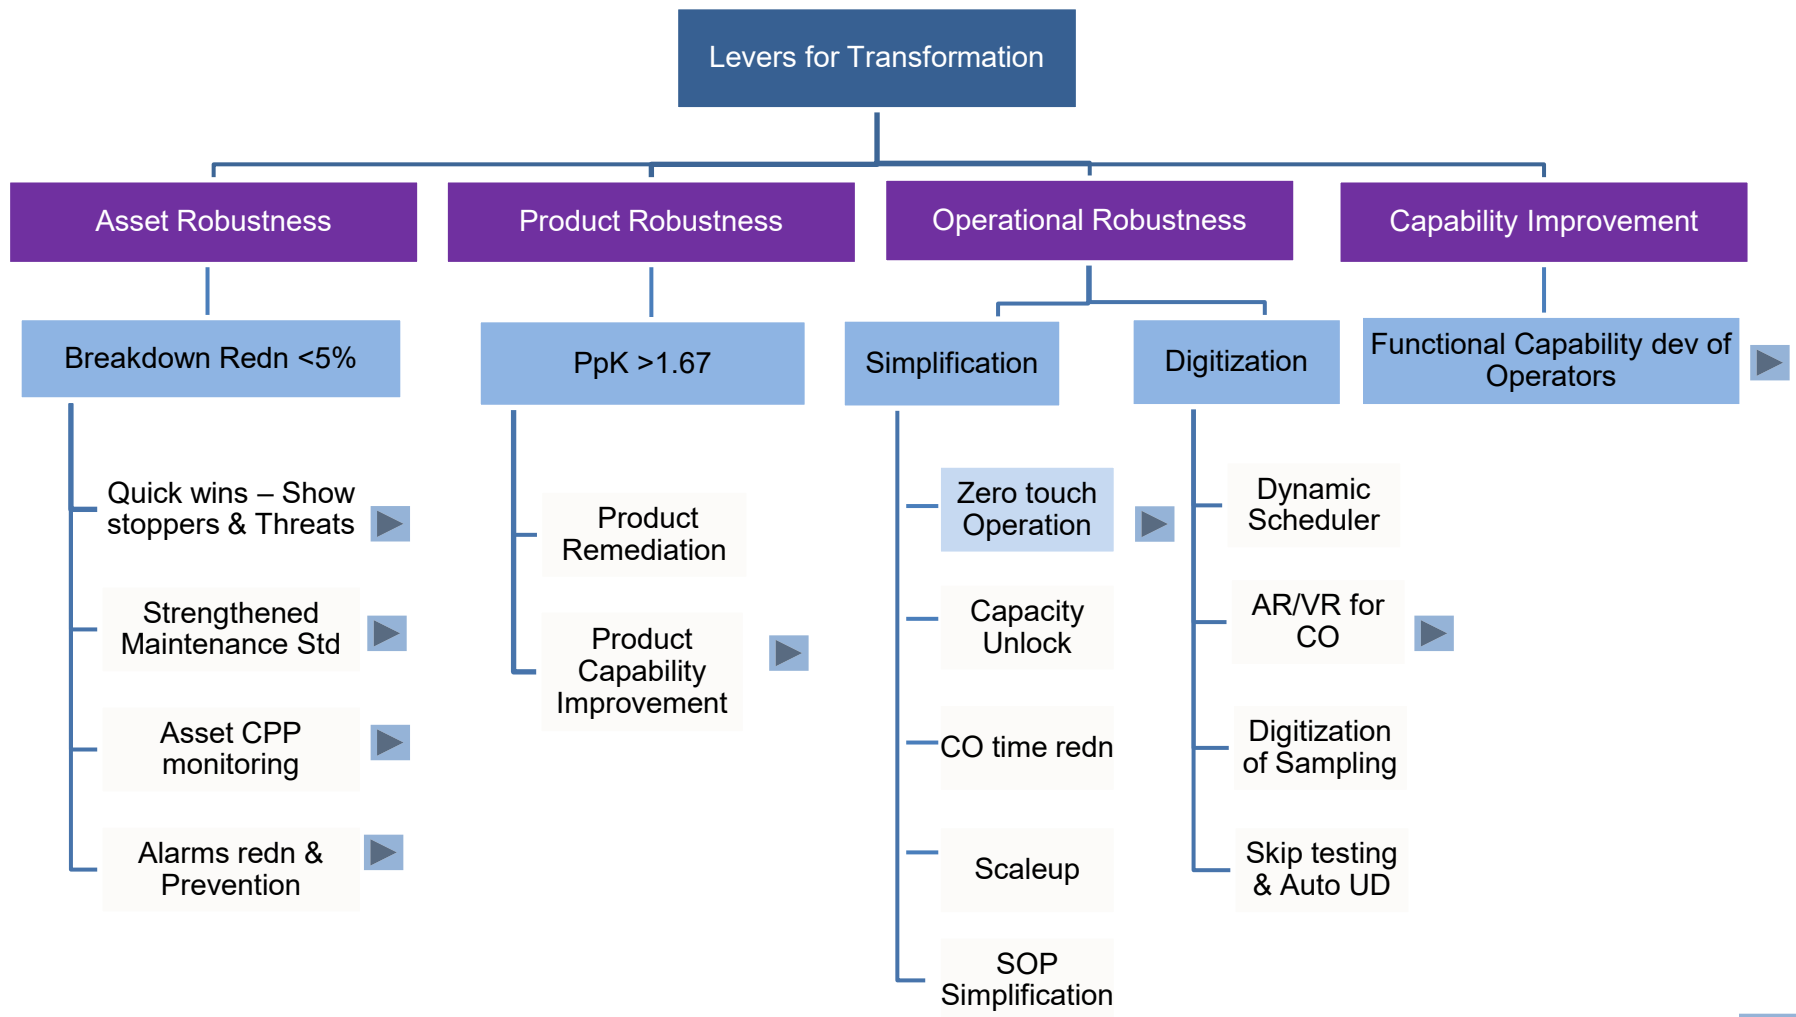 Levers for Transformation
Asset Robustness
Product Robustness
Operational Robustness
Capability Improvement
Breakdown Redn <5%
PpK >1.67
Simplification
Digitization
Functional Capability dev of
Operators
Quick wins – Show
stoppers & Threats
Strengthened
Maintenance Std
Asset CPP
monitoring
Alarms redn &
Prevention
Product
Remediation
Product
Capability
Improvement
Zero touch
Operation
Capacity
Unlock
CO time redn
Scaleup
SOP
Simplification
Dynamic
Scheduler
AR/VR for
CO
Digitization
of Sampling
Skip testing
& Auto UD